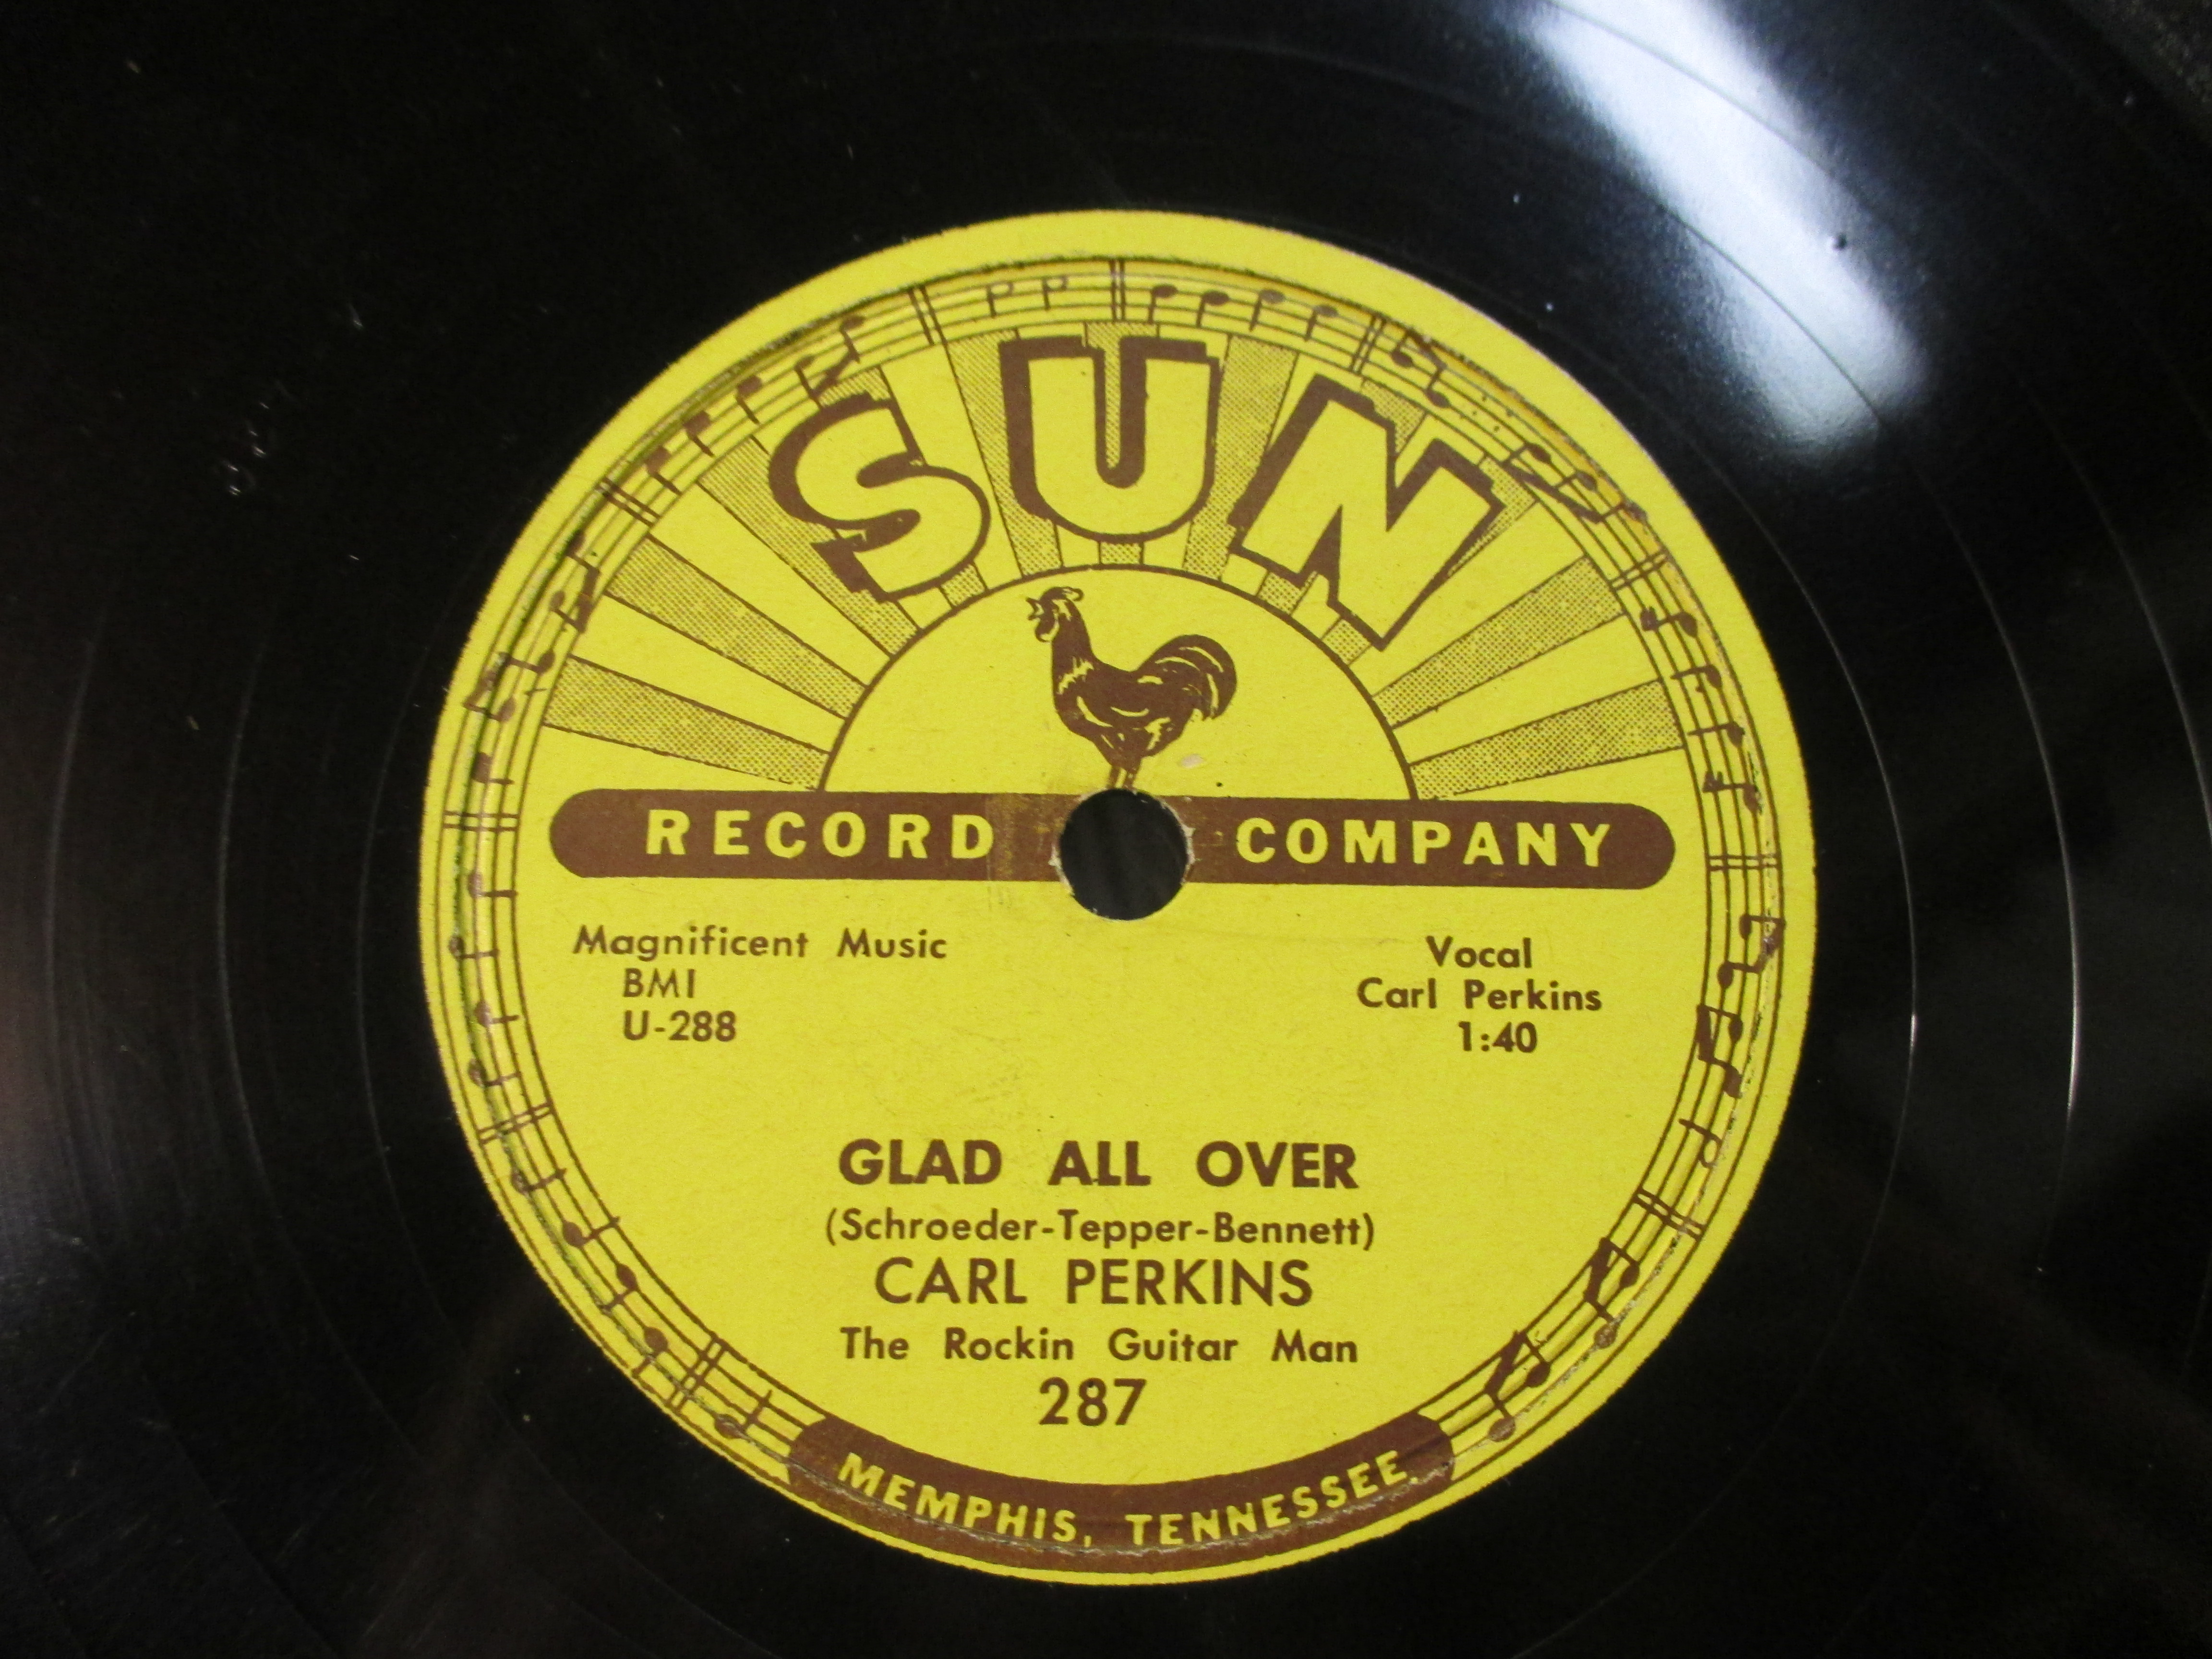 SUN
RECORD COMPANY
Magnificent Music
BMI
U-288
Vocal
Carl Perkins
1:40
GLAD ALL OVER
(Schroeder-Tepper-Bennett)
CARL PERKINS
The Rockin Guitar Man
287
MEMPHIS, TENNESSEE.